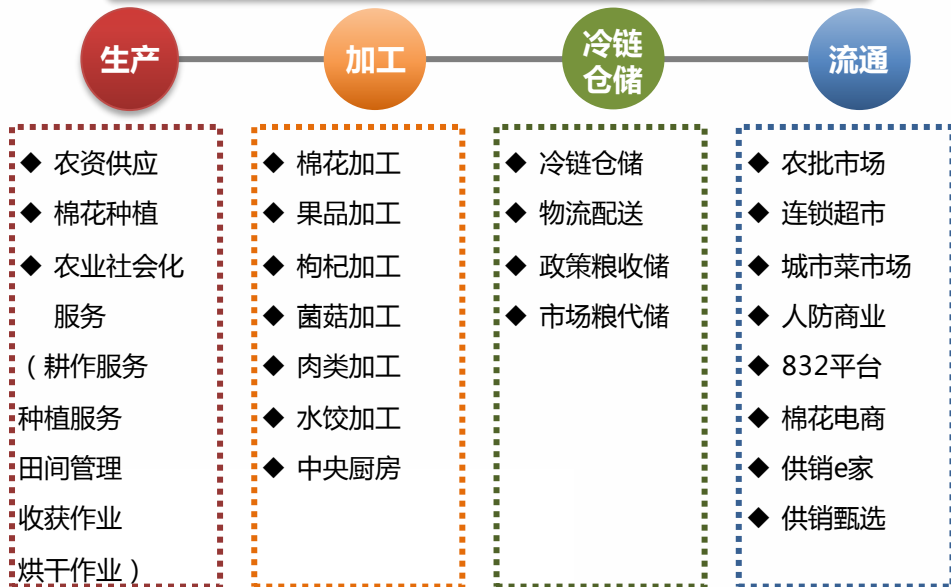 生产
◆ 农资供应
◆ 棉花种植
◆ 农业社会化
服务
（耕作服务
种植服务
田间管理
收获作业
烘干作业）
加工
◆ 棉花加工
◆ 果品加工
◆ 枸杞加工
◆ 菌菇加工
◆ 肉类加工
◆ 水饺加工
◆ 中央厨房
冷链
仓储
◆ 冷链仓储
◆ 物流配送
◆ 政策粮收储
◆ 市场粮代储
流通
◆ 农批市场
◆ 连锁超市
◆ 城市菜市场
◆ 人防商业
◆ 832平台
◆ 棉花电商
◆ 供销e家
◆ 供销甄选